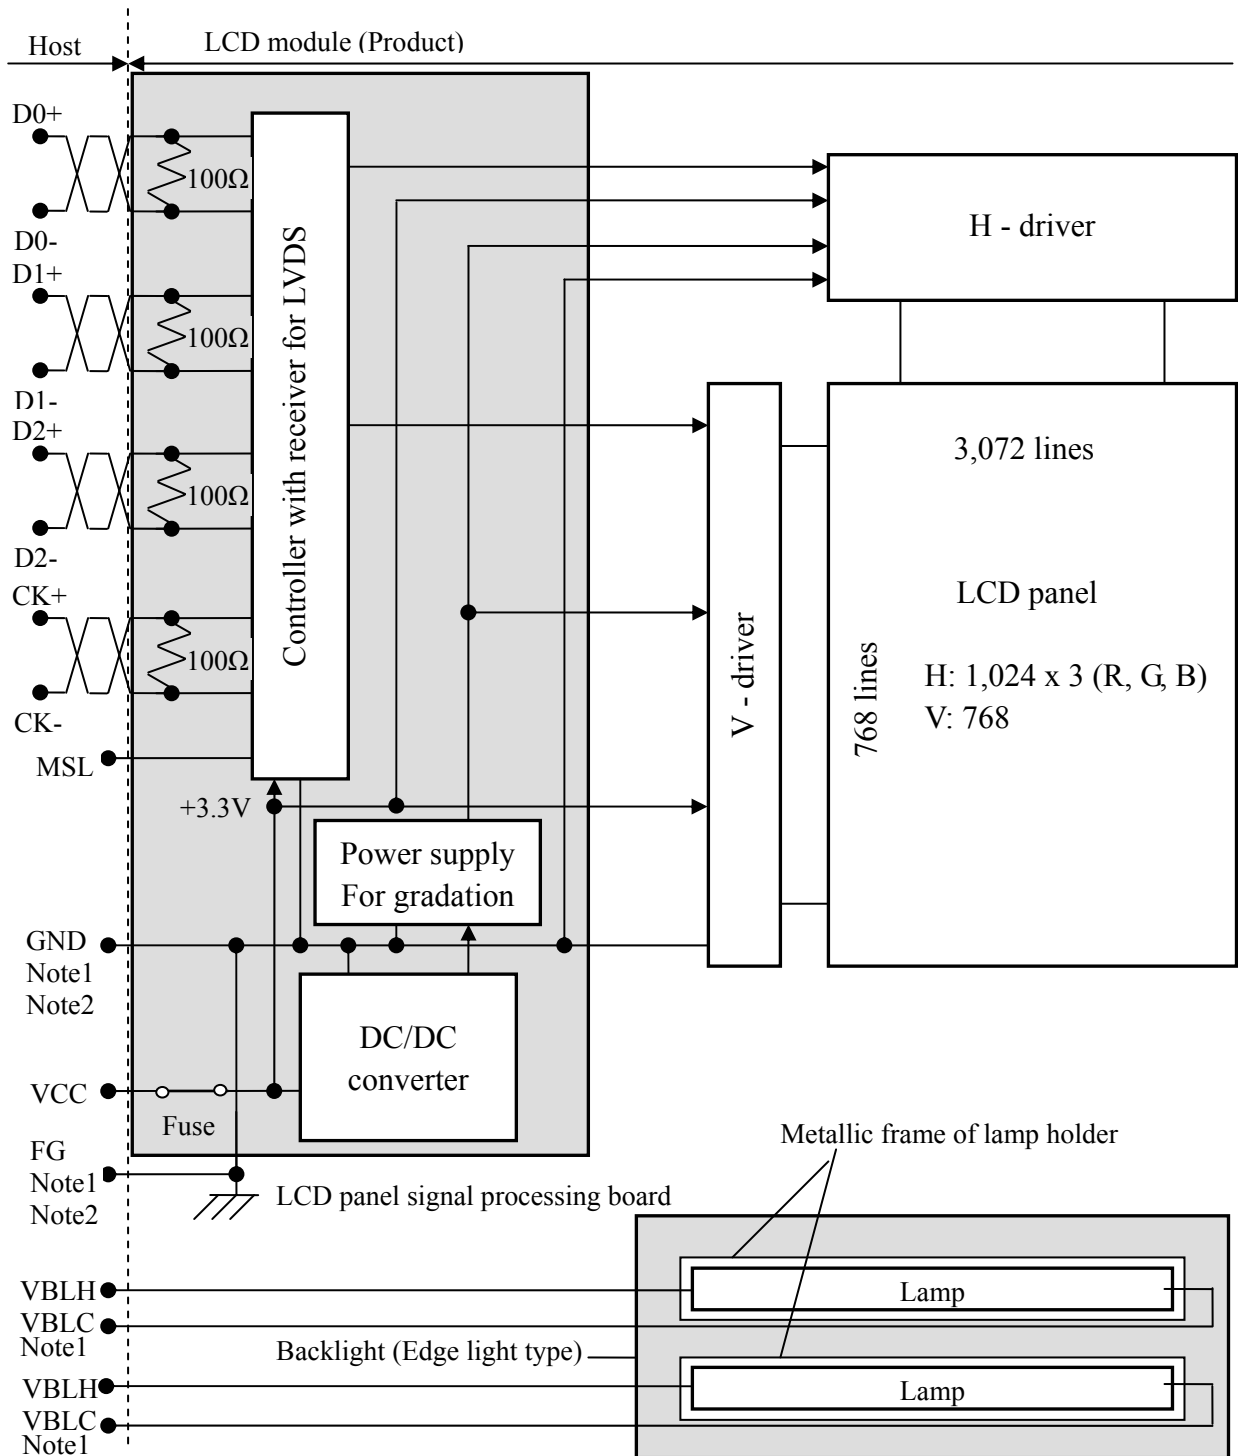 Host
LCD module (Product)
D0+
100Ω
D0-
D1+
100Ω
D1-
D2+
100Ω
D2-
CK+
100Ω
CK-
MSL
Controller with receiver for LVDS
H - driver
V - driver
3,072 lines
768 lines
LCD panel
H: 1,024 x 3 (R, G, B)
V: 768
+3.3V
Power supply
For gradation
GND
Note1
Note2
DC/DC
converter
VCC
Fuse
FG
Note1
Note2
LCD panel signal processing board
Metallic frame of lamp holder
VBLH
Lamp
VBLC
Note1
Backlight (Edge light type)
VBLH
Lamp
VBLC
Note1